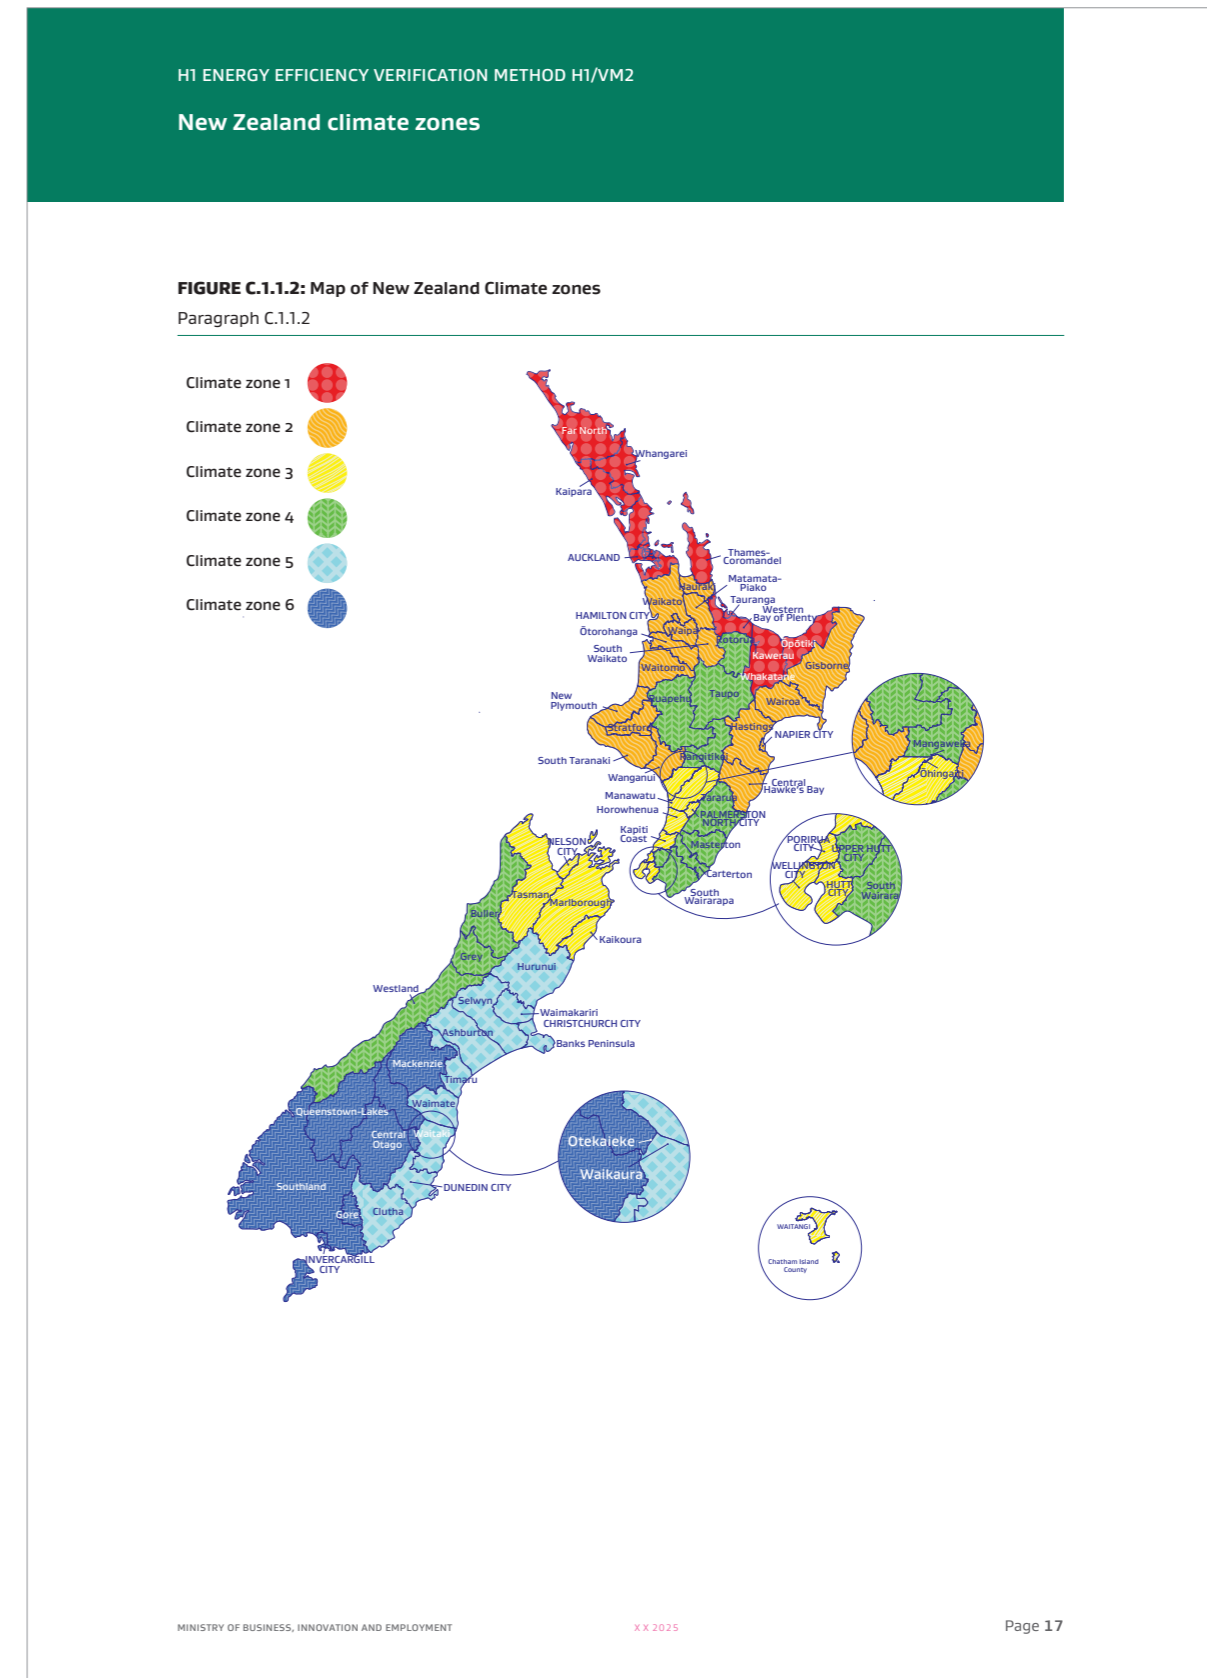 H1 ENERGY EFFICIENCY VERIFICATION METHOD H1/VM2
New Zealand climate zones
FIGURE C.1.1.2: Map of New Zealand Climate zones
Paragraph C.1.1.2
Climate zone 1
Climate zone 2
Climate zone 3
Climate zone 4
Climate zone 5
Climate zone 6
Far North
Whangarei
Kaipara
AUCKLAND
Thames-
Coromandel
Hauraki
Matamata-
Piako
Waikato
Tauranga
Western
Bay of Plenty
HAMILTON CITY
Ōtorohanga
Waipa
Rotorua
Ōpōtiki
Kawerau
South
Waikato
Waitomo
Gisborne
Whakatane
New
Plymouth
Ruapehu
Taupo
Wairoa
Stratford
Hastings
NAPIER CITY
South Taranaki
Rangitikei
Wanganui
Central
Hawke's Bay
Manawatu
Tararua
Horowhenua
PALMERSTON
NORTH CITY
Kapiti
Coast
Masterton
Carterton
South
Wairarapa
Mangaweka
Ōhingaiti
PORIRUA
CITY
UPPER HUTT
CITY
WELLINGTON
CITY
HUTT
CITY
South
Wairara
NELSON
CITY
Tasman
Marlborough
Buller
Kaikoura
Grey
Hurunui
Westland
Selwyn
Waimakariri
CHRISTCHURCH CITY
Ashburton
Banks Peninsula
Mackenzie
Timaru
Waimate
Queenstown-Lakes
Central
Otago
Waitaki
Otekaieke
Waikaura
Southland
DUNEDIN CITY
Gore
Clutha
INVERCARGILL
CITY
WAITANGI
Chatham Island
County
MINISTRY OF BUSINESS, INNOVATION AND EMPLOYMENT
X X 2025
Page 17